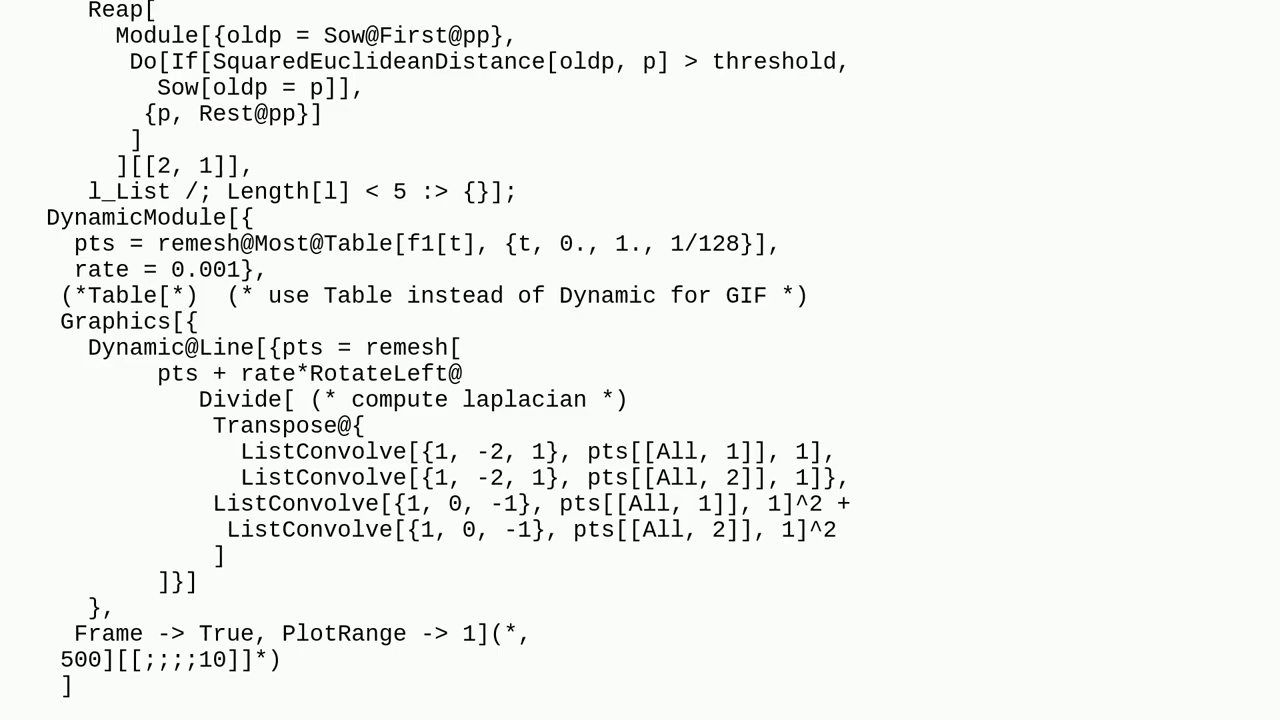 Reap[
Module[{oldp = Sow@First@pp},
Do[If[SquaredEuclideanDistance[oldp, p] > threshold,
Sow[oldp = p]],
{p, Rest@pp}]
]
][[2, 1]],
l_List /; Length[l] < 5 :> {}];
DynamicModule[{
pts = remesh@Most@Table[f1[t], {t, 0., 1., 1/128}],
rate = 0.001},
(*Table[*)  (* use Table instead of Dynamic for GIF *)
Graphics[{
Dynamic@Line[{pts = remesh[
pts + rate*RotateLeft@
Divide[ (* compute laplacian *)
Transpose@{
ListConvolve[{1, -2, 1}, pts[[All, 1]], 1],
ListConvolve[{1, -2, 1}, pts[[All, 2]], 1]},
ListConvolve[{1, 0, -1}, pts[[All, 1]], 1]^2 +
ListConvolve[{1, 0, -1}, pts[[All, 2]], 1]^2
]
]}]
},
Frame -> True, PlotRange -> 1](*,
500][[;;;;10]]*)
]